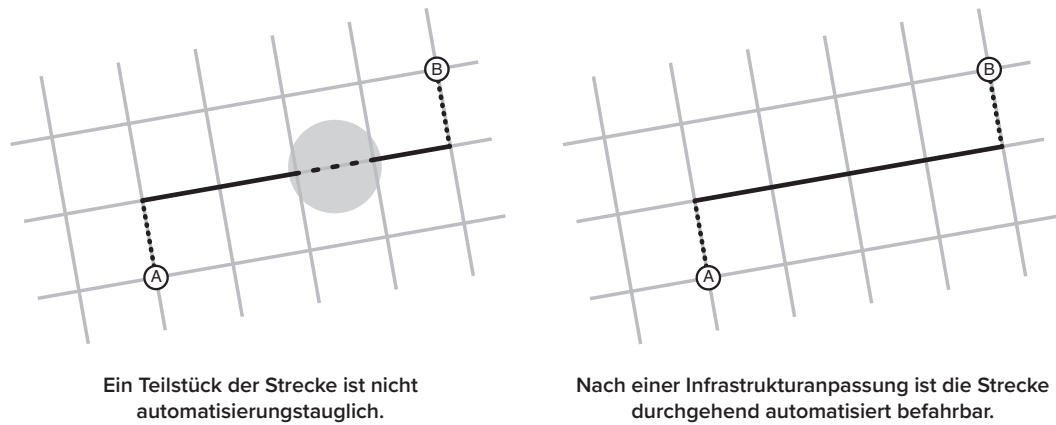 B
A
Ein Teilstück der Strecke ist nicht
automatisierungstauglich.
B
A
Nach einer Infrastrukturanpassung ist die Strecke
durchgehend automatisiert befahrbar.